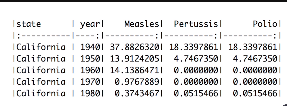 |state | year| Measles| Pertussis| Polio|
|:----------|----:|----------:|----------:|----------:|
|California | 1940| 37.8826320| 18.3397861| 18.3397861|
|California | 1950| 13.9124205| 4.7467350| 4.7467350|
|California | 1960| 14.1386471| 0.0000000| 0.0000000|
|California | 1970| 0.9767889| 0.0000000| 0.0000000|
|California | 1980| 0.3743467| 0.0515466| 0.0515466|